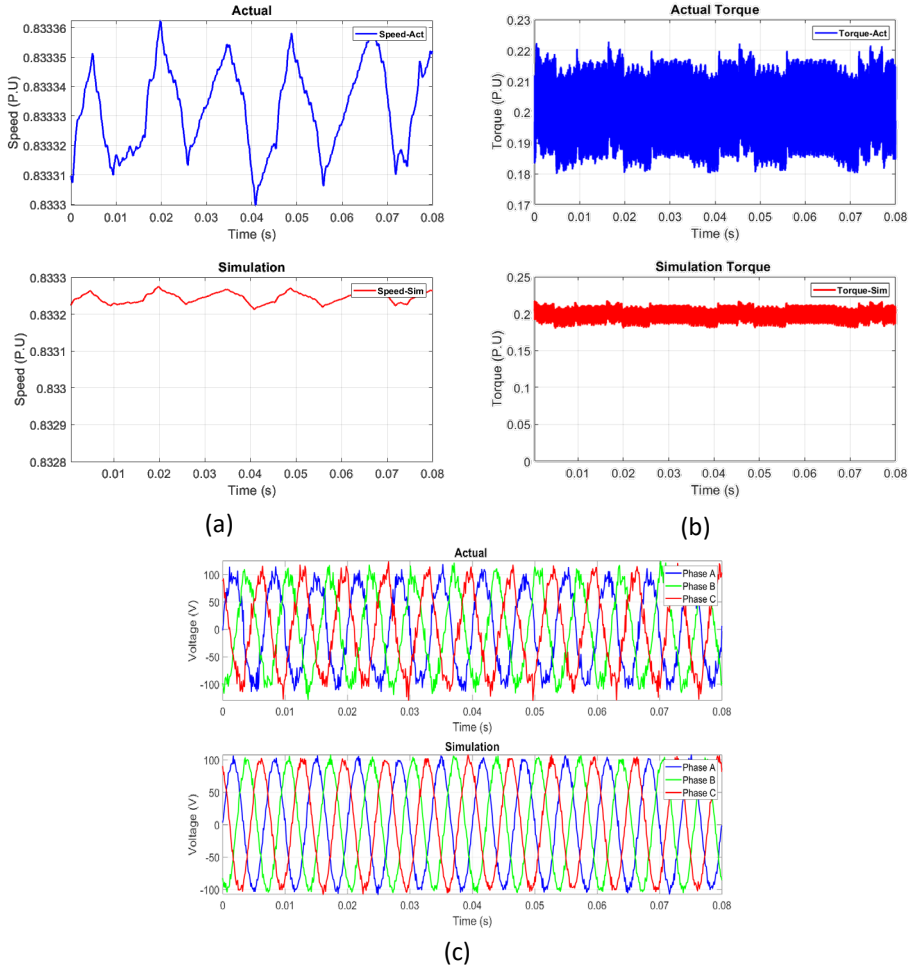 Actual
Speed-Act
Speed (P.U)
0.83336
0.83335
0.83334
0.83333
0.83332
0.83331
0.8333
0 0.01 0.02 0.03 0.04 0.05 0.06 0.07 0.08
Time (s)
Simulation
Speed-Sim
Speed (P.U)
0.8333
0.8332
0.8331
0.833
0.8329
0.8328
0.01 0.02 0.03 0.04 0.05 0.06 0.07 0.08
Time (s)
(a)
Actual Torque
Torque-Act
Torque (P.U)
0.23
0.22
0.21
0.2
0.19
0.18
0.17
0 0.01 0.02 0.03 0.04 0.05 0.06 0.07 0.08
Time (s)
Simulation Torque
Torque-Sim
Torque (P.U)
0.25
0.2
0.15
0.1
0.05
0
0 0.01 0.02 0.03 0.04 0.05 0.06 0.07 0.08
Time (s)
(b)
Actual
Phase A
Phase B
Phase C
Voltage (V)
100
50
0
-50
-100
0 0.01 0.02 0.03 0.04 0.05 0.06 0.07 0.08
Time (s)
Simulation
Phase A
Phase B
Phase C
Voltage (V)
100
50
0
-50
-100
0 0.01 0.02 0.03 0.04 0.05 0.06 0.07 0.08
Time (s)
(c)